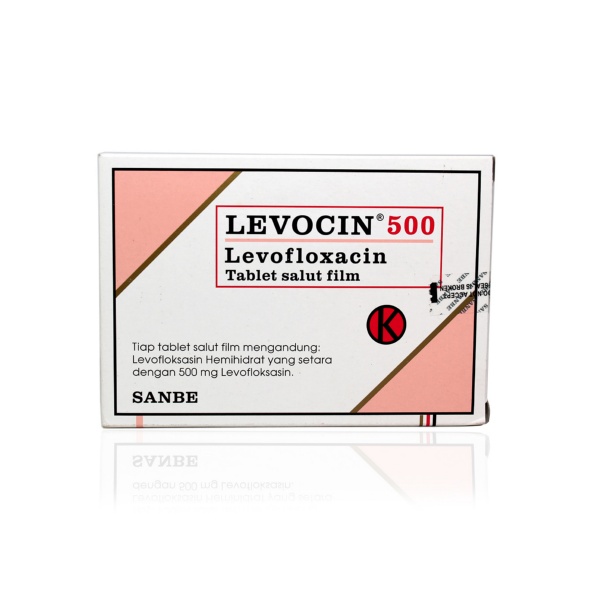 LEVOCIN® 500
Levofloxacin
Tablet salut film
K
Tiap tablet salut film mengandung:
Levofloksasin Hemihidrat yang setara
dengan 500 mg Levofloksasin.
SANBE